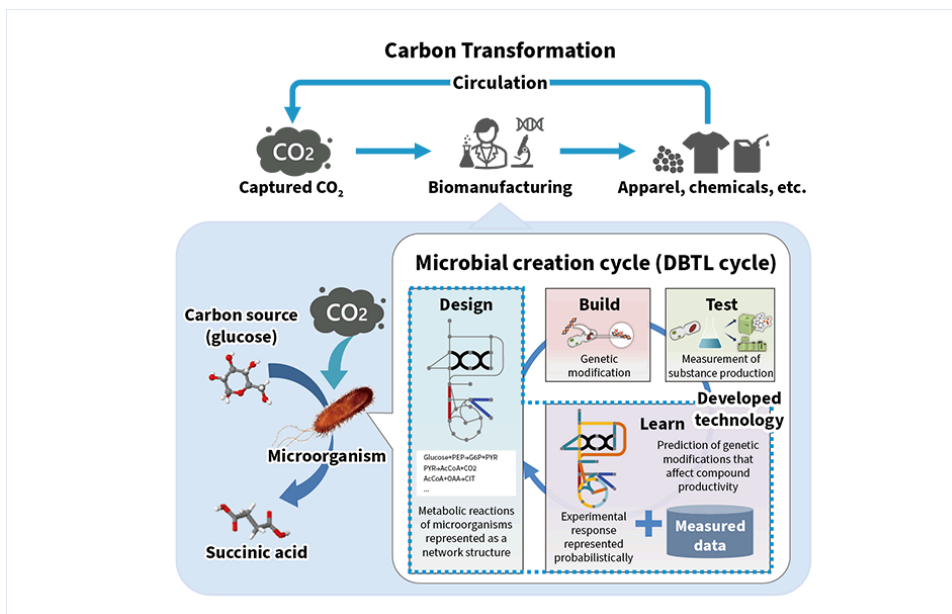 Carbon Transformation
Circulation
CO2
Captured CO₂
Biomanufacturing
Apparel, chemicals, etc.
Microbial creation cycle (DBTL cycle)
Carbon source
(glucose)
CO2
Microorganism
Succinic acid
Design
Glucose+PEP→G6P+PYR
PYR→AcCoA+CO2
AcCoA+OAA→CIT
...
Metabolic reactions
of microorganisms
represented as a
network structure
Build
Genetic
modification
Test
Measurement of
substance production
Developed
technology
Learn
Prediction of genetic
modifications that
affect compound
productivity
Experimental
response
represented
probabilistically
Measured
data